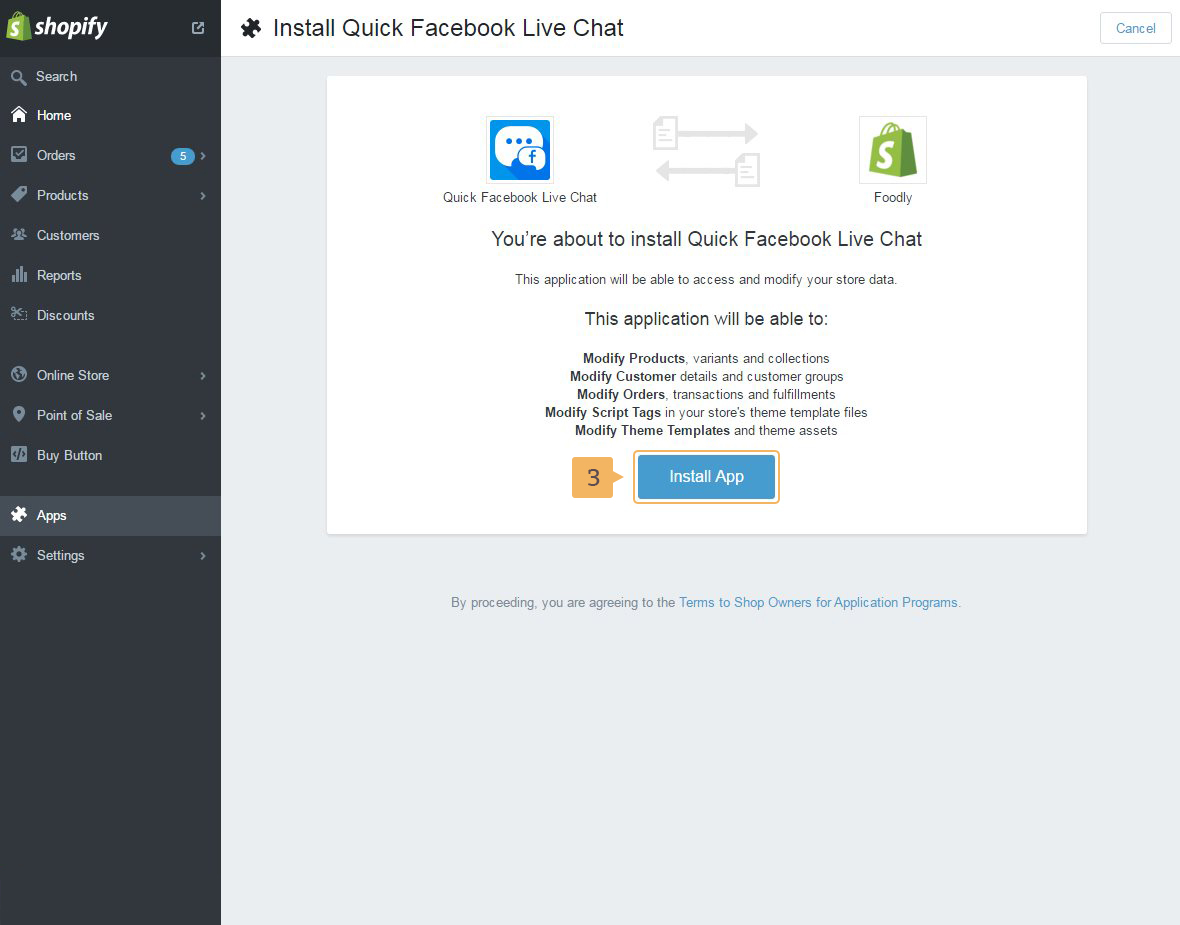 shopify
Search
Home
Orders 5
Products
Customers
Reports
Discounts
Online Store
Point of Sale
Buy Button
Apps
Settings
Install Quick Facebook Live Chat
Cancel
Quick Facebook Live Chat
Foodly
You’re about to install Quick Facebook Live Chat
This application will be able to access and modify your store data.
This application will be able to:
Modify Products, variants and collections
Modify Customer details and customer groups
Modify Orders, transactions and fulfillments
Modify Script Tags in your store's theme template files
Modify Theme Templates and theme assets
3 Install App
By proceeding, you are agreeing to the Terms to Shop Owners for Application Programs.